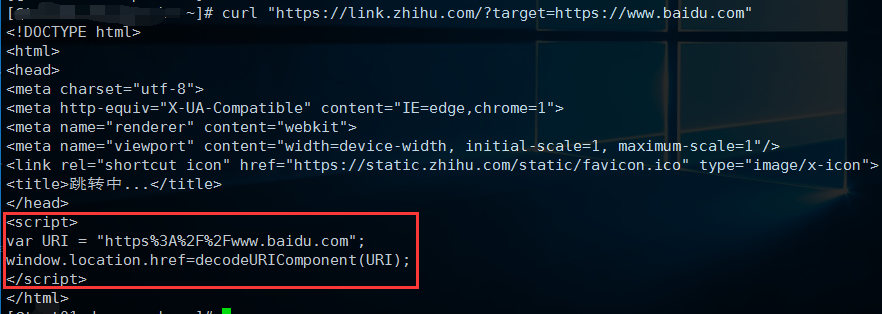 ~]# curl "https://link.zhihu.com/?target=https://www.baidu.com"
<!DOCTYPE html>
<html>
<head>
<meta charset="utf-8">
<meta http-equiv="X-UA-Compatible" content="IE=edge,chrome=1">
<meta name="renderer" content="webkit">
<meta name="viewport" content="width=device-width, initial-scale=1, maximum-scale=1"/>
<link rel="shortcut icon" href="https://static.zhihu.com/static/favicon.ico" type="image/x-icon">
<title>跳转中...</title>
</head>
<script>
var URI = "https%3A%2F%2Fwww.baidu.com";
window.location.href=decodeURIComponent(URI);
</script>
</html>